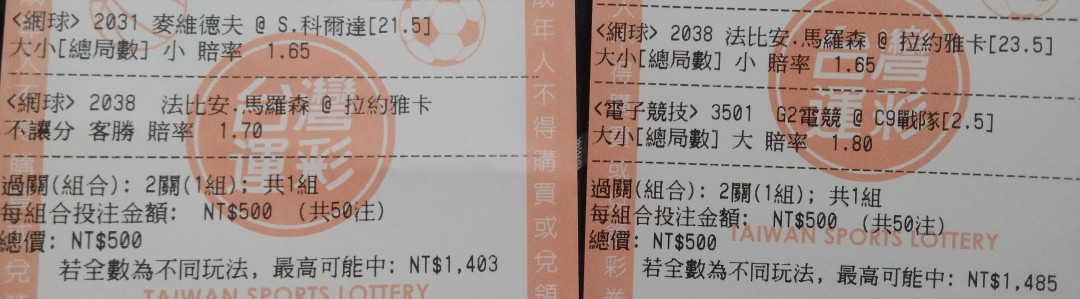 <網球> 2031 麥維德夫 @ S.科爾達[21.5]
大小[總局數] 小 賠率 1.65
<網球> 2038 法比安.馬羅森 @ 拉約雅卡
不讓分 客勝 賠率 1.70
過關(組合): 2關(1組); 共1組
每組合投注金額: NT$500 (共50注)
總價: NT$500
若全數為不同玩法, 最高可能中: NT$1,403
台灣運彩
TAIWAN SPORTS LOTTERY
成年人不得購買或兌領
<網球> 2038 法比安.馬羅森 @ 拉約雅卡[23.5]
大小[總局數] 小 賠率 1.65
<電子競技> 3501 G2電競 @ C9戰隊[2.5]
大小[總局數] 大 賠率 1.80
過關(組合): 2關(1組); 共1組
每組合投注金額: NT$500 (共50注)
總價: NT$500
若全數為不同玩法, 最高可能中: NT$1,485
台灣運彩
TAIWAN SPORTS LOTTERY